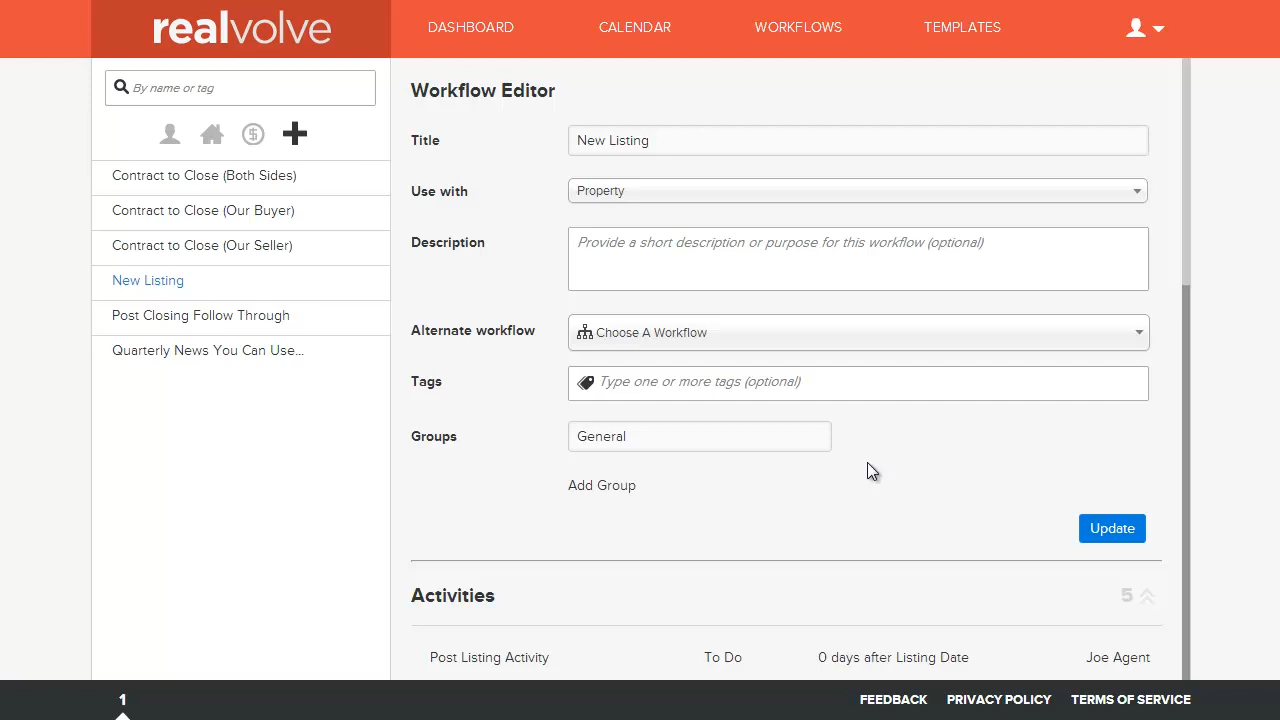 realvolve
DASHBOARD
CALENDAR
WORKFLOWS
TEMPLATES
By name or tag
Contract to Close (Both Sides)
Contract to Close (Our Buyer)
Contract to Close (Our Seller)
New Listing
Post Closing Follow Through
Quarterly News You Can Use...
Workflow Editor
Title
New Listing
Use with
Property
Description
Provide a short description or purpose for this workflow (optional)
Alternate workflow
Choose A Workflow
Tags
Type one or more tags (optional)
Groups
General
Add Group
Update
Activities
5
Post Listing Activity
To Do
0 days after Listing Date
Joe Agent
1
FEEDBACK
PRIVACY POLICY
TERMS OF SERVICE